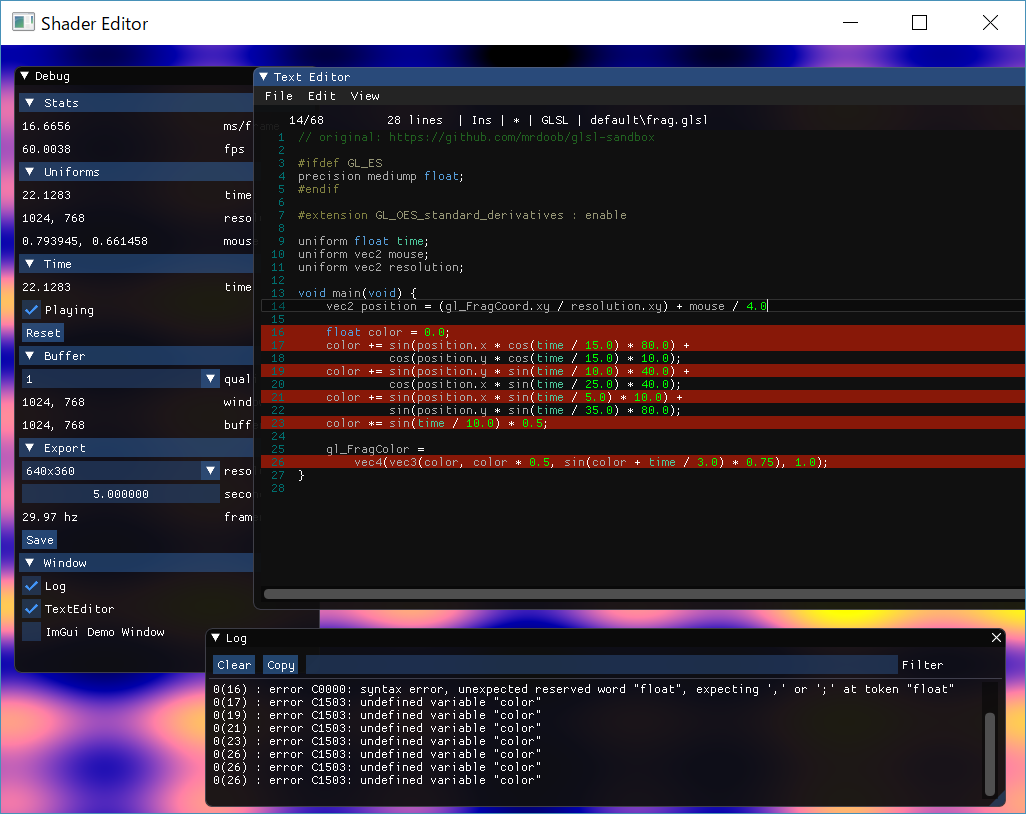 Shader Editor
Debug
Stats
16.6656 ms/frame
60.0038 fps
Uniforms
22.1283 time
1024, 768 reso
0.793945, 0.661458 mous
Time
22.1283 time
Playing
Reset
Buffer
1 qual
1024, 768 wind
1024, 768 buff
Export
640x360 reso
5.000000 seco
29.97 hz fram
Save
Window
Log
TextEditor
ImGui Demo Window
Text Editor
File Edit View
14/68 28 lines | Ins | * | GLSL | default\frag.glsl
1 // original: https://github.com/mrdoob/glsl-sandbox
2
3 #ifdef GL_ES
4 precision mediump float;
5 #endif
6
7 #extension GL_OES_standard_derivatives : enable
8
9 uniform float time;
10 uniform vec2 mouse;
11 uniform vec2 resolution;
12
13 void main(void) {
14 vec2 position = (gl_FragCoord.xy / resolution.xy) + mouse / 4.0
15
16 float color = 0.0;
17 color += sin(position.x * cos(time / 15.0) * 80.0) +
18 cos(position.y * cos(time / 15.0) * 10.0);
19 color += sin(position.y * sin(time / 10.0) * 40.0) +
20 cos(position.x * sin(time / 25.0) * 40.0);
21 color += sin(position.x * sin(time / 5.0) * 10.0) +
22 sin(position.y * sin(time / 35.0) * 80.0);
23 color *= sin(time / 10.0) * 0.5;
24
25 gl_FragColor =
26 vec4(vec3(color, color * 0.5, sin(color + time / 3.0) * 0.75), 1.0);
27 }
28
Log
Clear Copy Filter
0(16) : error C0000: syntax error, unexpected reserved word "float", expecting ',' or ';' at token "float"
0(17) : error C1503: undefined variable "color"
0(19) : error C1503: undefined variable "color"
0(21) : error C1503: undefined variable "color"
0(23) : error C1503: undefined variable "color"
0(26) : error C1503: undefined variable "color"
0(26) : error C1503: undefined variable "color"
0(26) : error C1503: undefined variable "color"